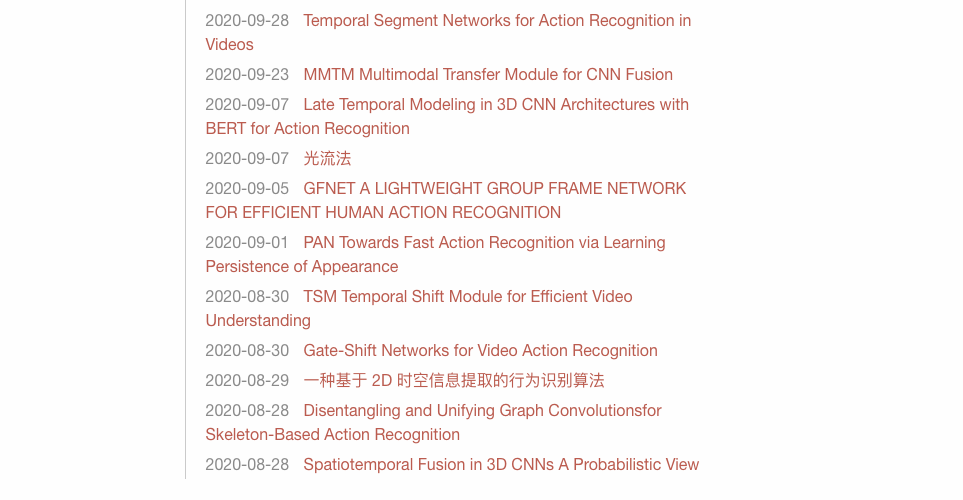 2020-09-28 Temporal Segment Networks for Action Recognition in
Videos
2020-09-23 MMTM Multimodal Transfer Module for CNN Fusion
2020-09-07 Late Temporal Modeling in 3D CNN Architectures with
BERT for Action Recognition
2020-09-07 光流法
2020-09-05 GFNET A LIGHTWEIGHT GROUP FRAME NETWORK
FOR EFFICIENT HUMAN ACTION RECOGNITION
2020-09-01 PAN Towards Fast Action Recognition via Learning
Persistence of Appearance
2020-08-30 TSM Temporal Shift Module for Efficient Video
Understanding
2020-08-30 Gate-Shift Networks for Video Action Recognition
2020-08-29 一种基于 2D 时空信息提取的行为识别算法
2020-08-28 Disentangling and Unifying Graph Convolutionsfor
Skeleton-Based Action Recognition
2020-08-28 Spatiotemporal Fusion in 3D CNNs A Probabilistic View